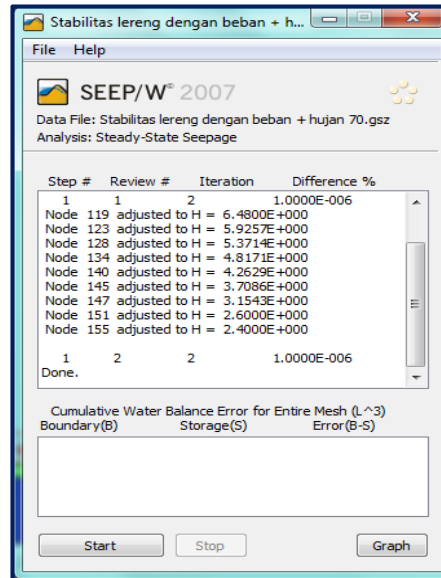 Stabilitas lereng dengan beban + h...
File Help
SEEP/W® 2007
Data File: Stabilitas lereng dengan beban + hujan 70.gsz
Analysis: Steady-State Seepage
Step # Review # Iteration Difference %
1 1 2 1.0000E-006
Node 119 adjusted to H = 6.4800E+000
Node 123 adjusted to H = 5.9257E+000
Node 128 adjusted to H = 5.3714E+000
Node 134 adjusted to H = 4.8171E+000
Node 140 adjusted to H = 4.2629E+000
Node 145 adjusted to H = 3.7086E+000
Node 147 adjusted to H = 3.1543E+000
Node 151 adjusted to H = 2.6000E+000
Node 155 adjusted to H = 2.4000E+000
1 2 2 1.0000E-006
Done.
Cumulative Water Balance Error for Entire Mesh (L^3)
Boundary(B) Storage(S) Error(B-S)
Start Stop Graph